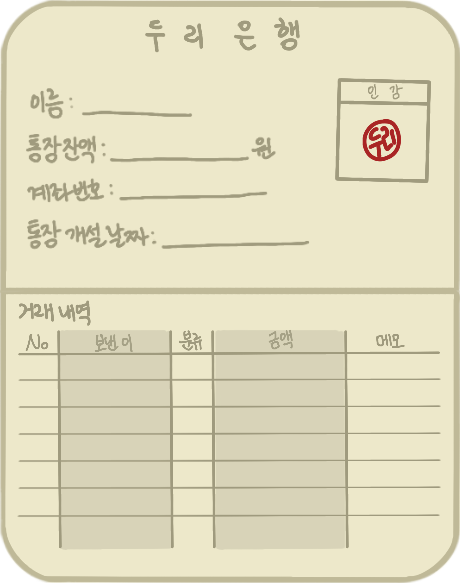 두리은행
이름:
인감
두리
통장잔액: 원
계좌번호:
통장 개설 날짜:
거래 내역
No 보낸이 분류 금액 메모